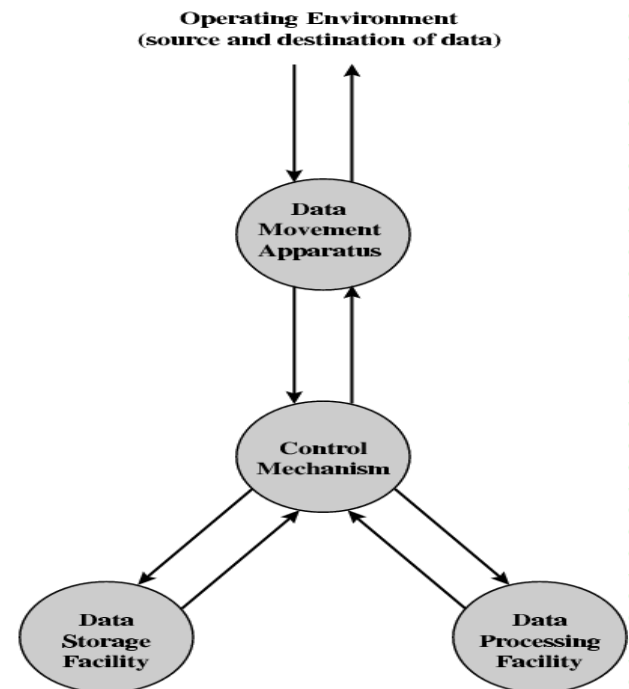 Operating Environment
(source and destination of data)
Data
Movement
Apparatus
Control
Mechanism
Data
Storage
Facility
Data
Processing
Facility